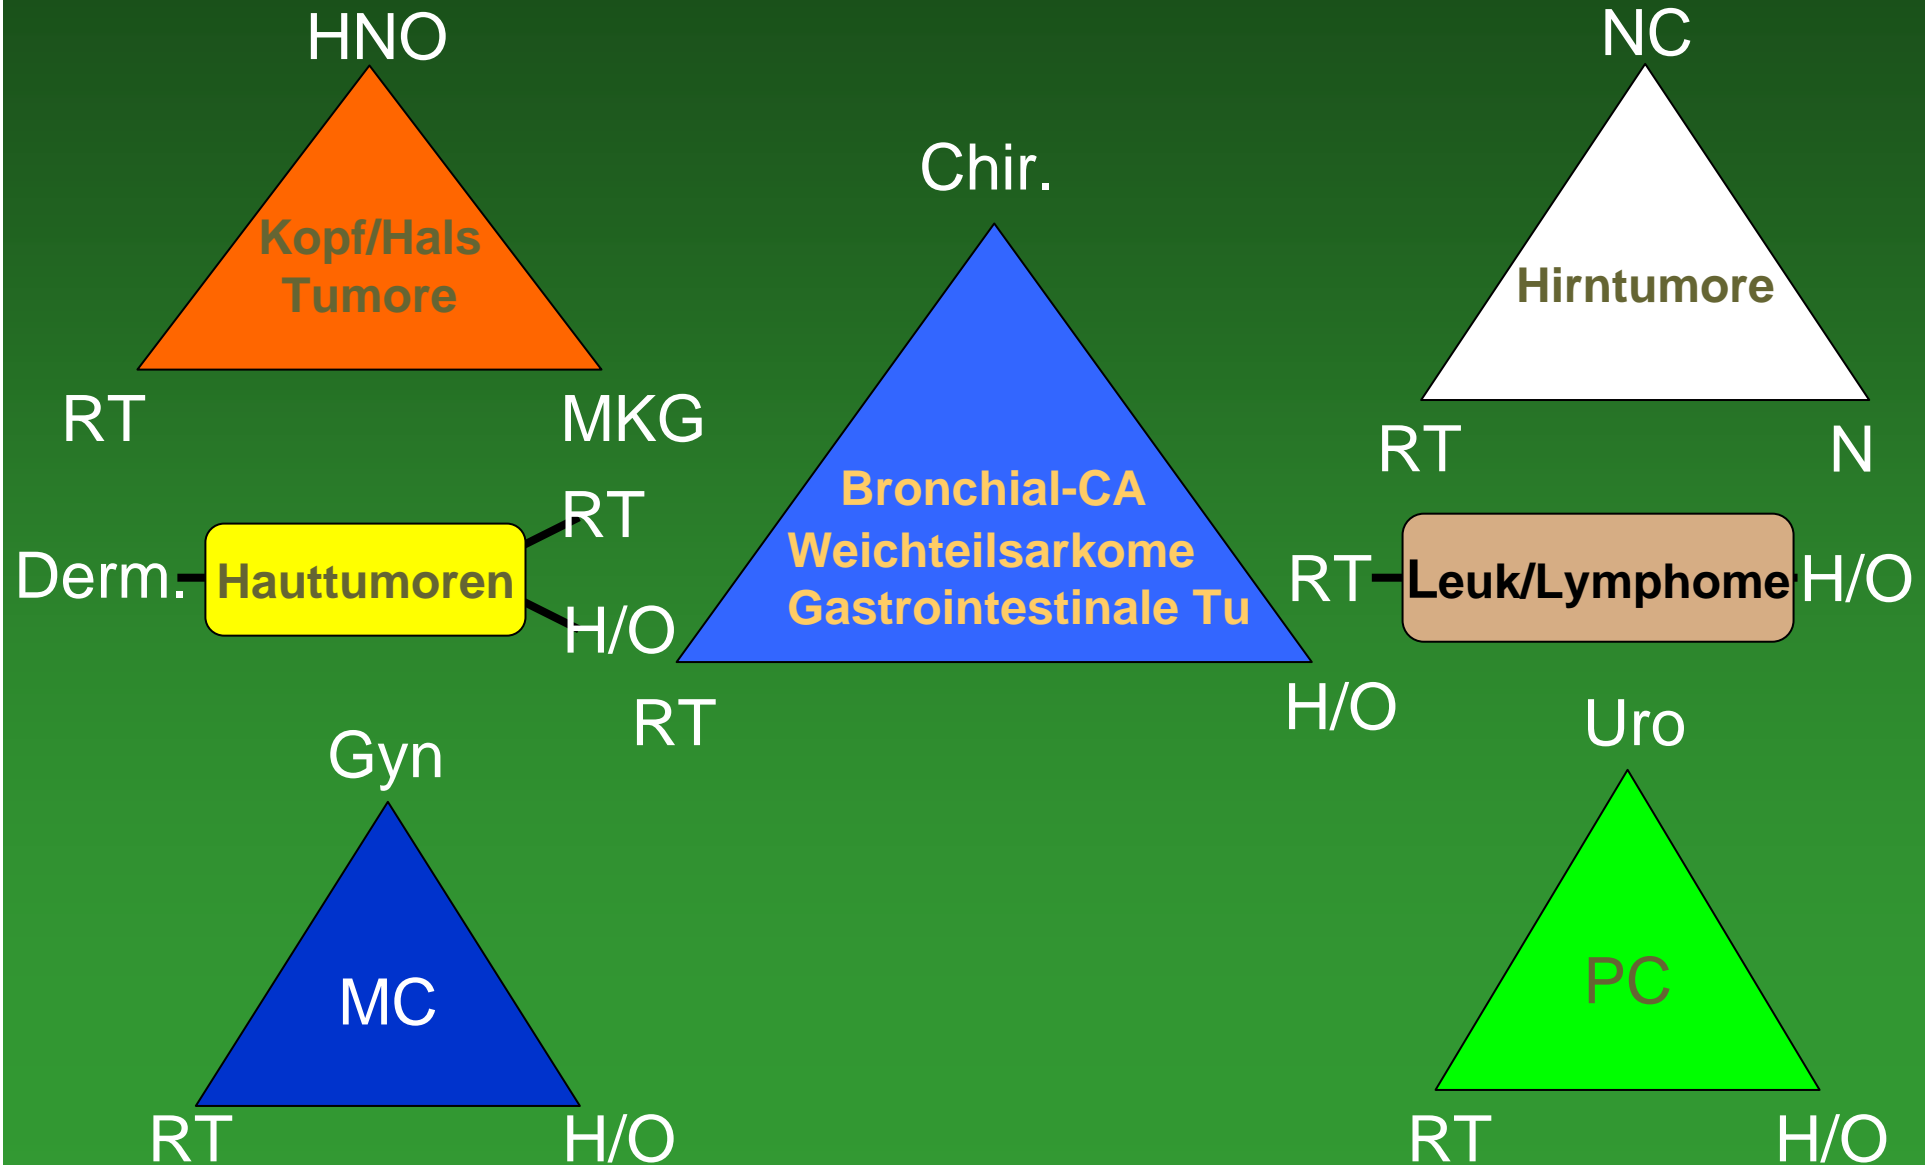 HNO
Kopf/Hals
Tumore
RT
MKG
Chir.
Bronchial-CA
Weichteilsarkome
Gastrointestinale Tu
RT
H/O
NC
Hirntumore
RT
N
Derm.
Hauttumoren
RT
H/O
RT
Leuk/Lymphome
H/O
Gyn
MC
RT
H/O
Uro
PC
RT
H/O